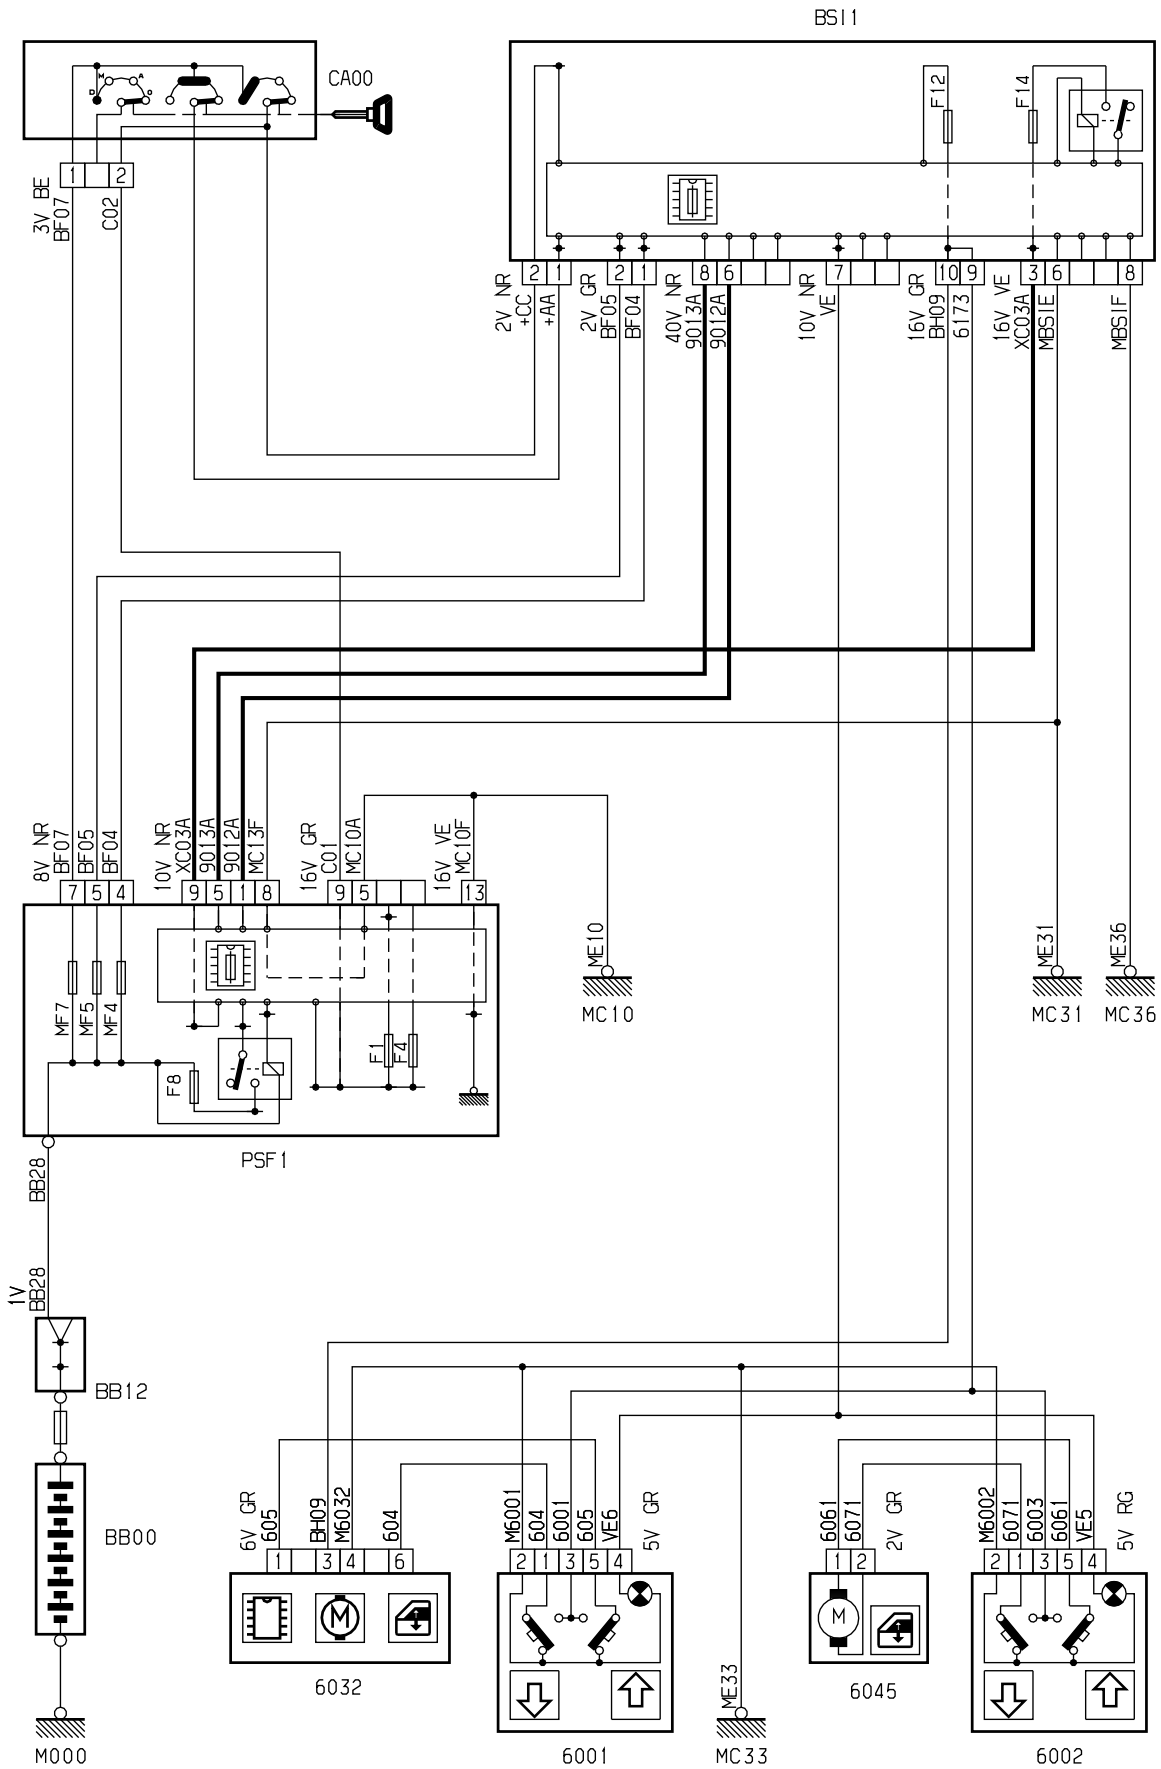 BSI1
CA00
M A
D O
F12
F14
1 2
3V BE
BF07
C02
2 1 2 1 8 6 7 10 9 3 6 8
2V NR
+CC
+AA
2V GR
BF05
BF04
40V NR
9013A
9012A
10V NR
VE
16V GR
BH09
6173
16V VE
XC03A
MBSIE
MBSIF
8V NR
BF07
BF05
BF04
10V NR
XC03A
9013A
9012A
MC13F
16V GR
C01
MC10A
16V VE
MC10F
7 5 4 9 5 1 8 9 5 13
ME10
MC10
ME31
MC31
ME36
MC36
MF7
MF5
MF4
F8
F1
F4
PSF1
BB28
1V
BB28
BB12
BB00
M000
6V GR
605
BH09
M6032
604
1 3 4 6
M
6032
M6001
604
6001
605
VE6
5V GR
2 1 3 5 4
6001
ME33
MC33
6061
6071
2V GR
1 2
M
6045
M6002
6071
6003
6061
VE5
5V RG
2 1 3 5 4
6002